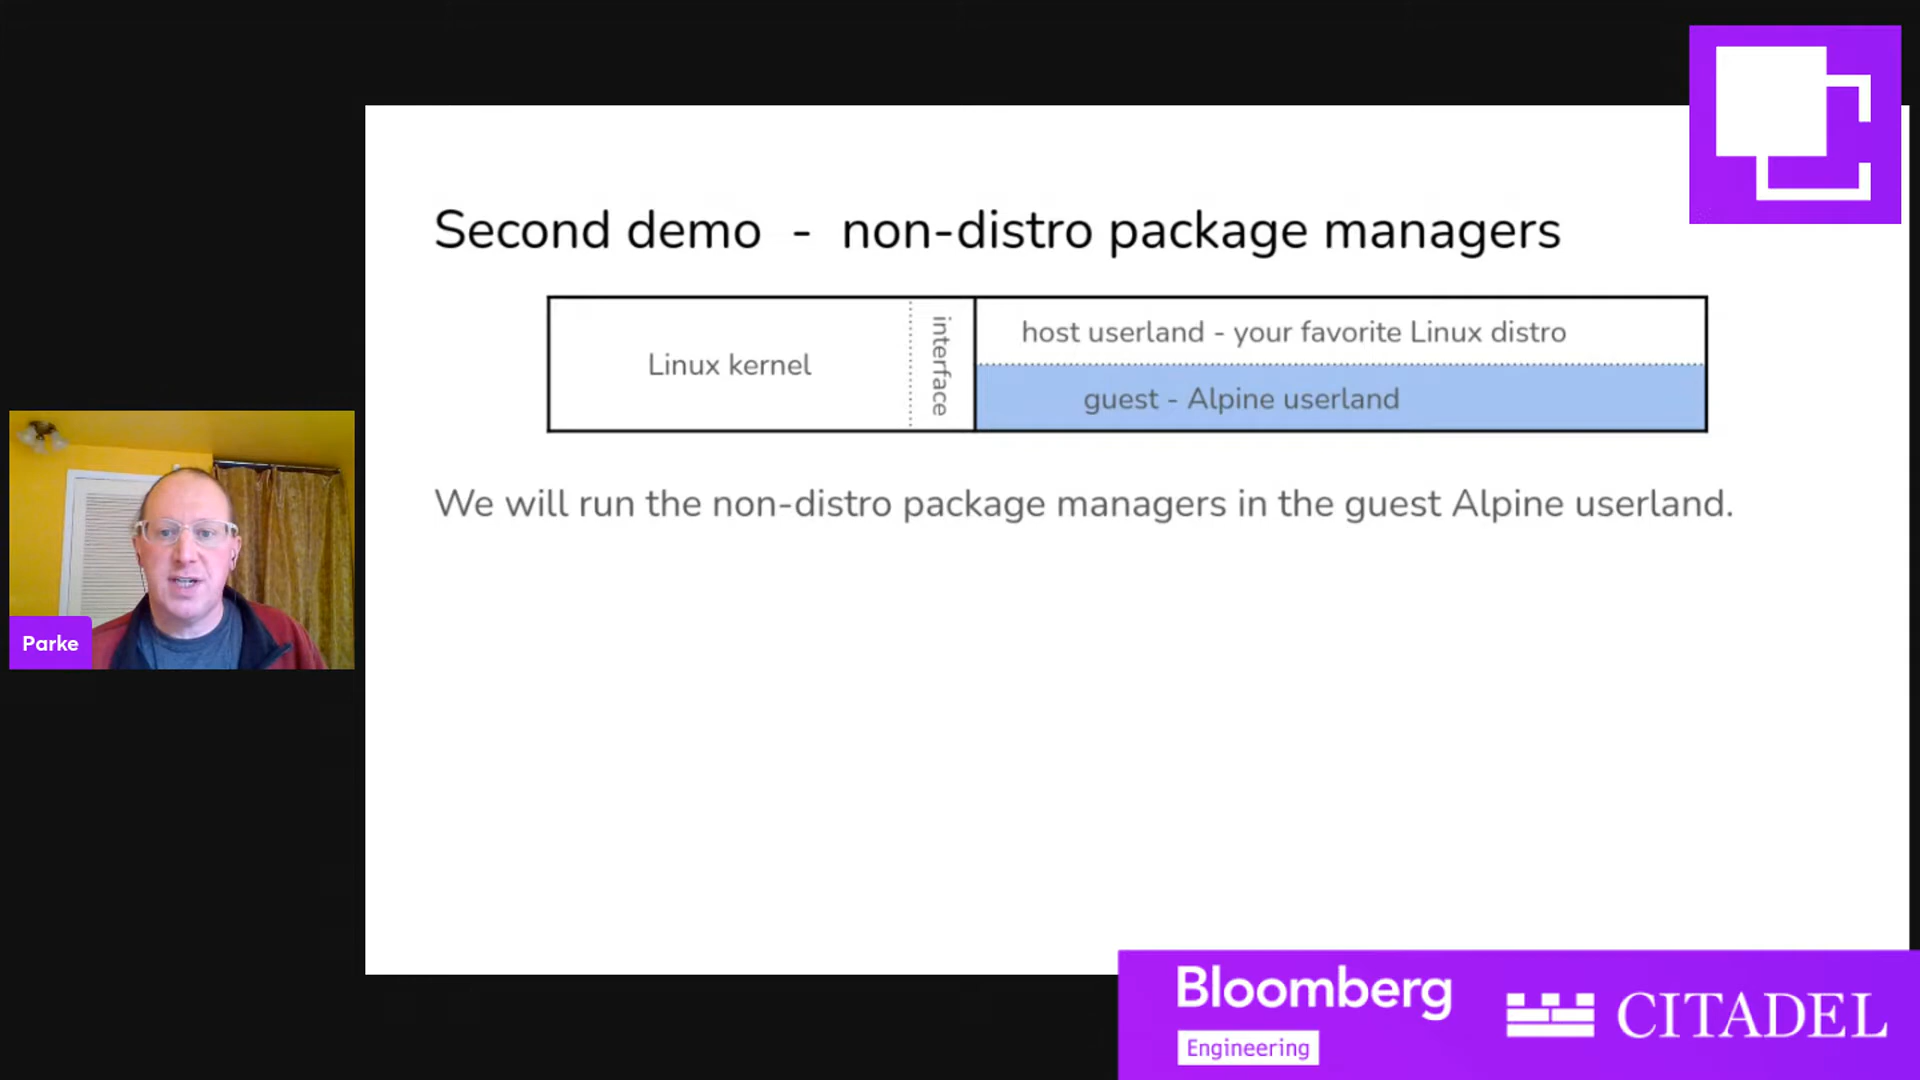 Second demo - non-distro package managers
Linux kernel
interface
host userland - your favorite Linux distro
guest - Alpine userland
We will run the non-distro package managers in the guest Alpine userland.
Parke
Bloomberg
Engineering
CITADEL